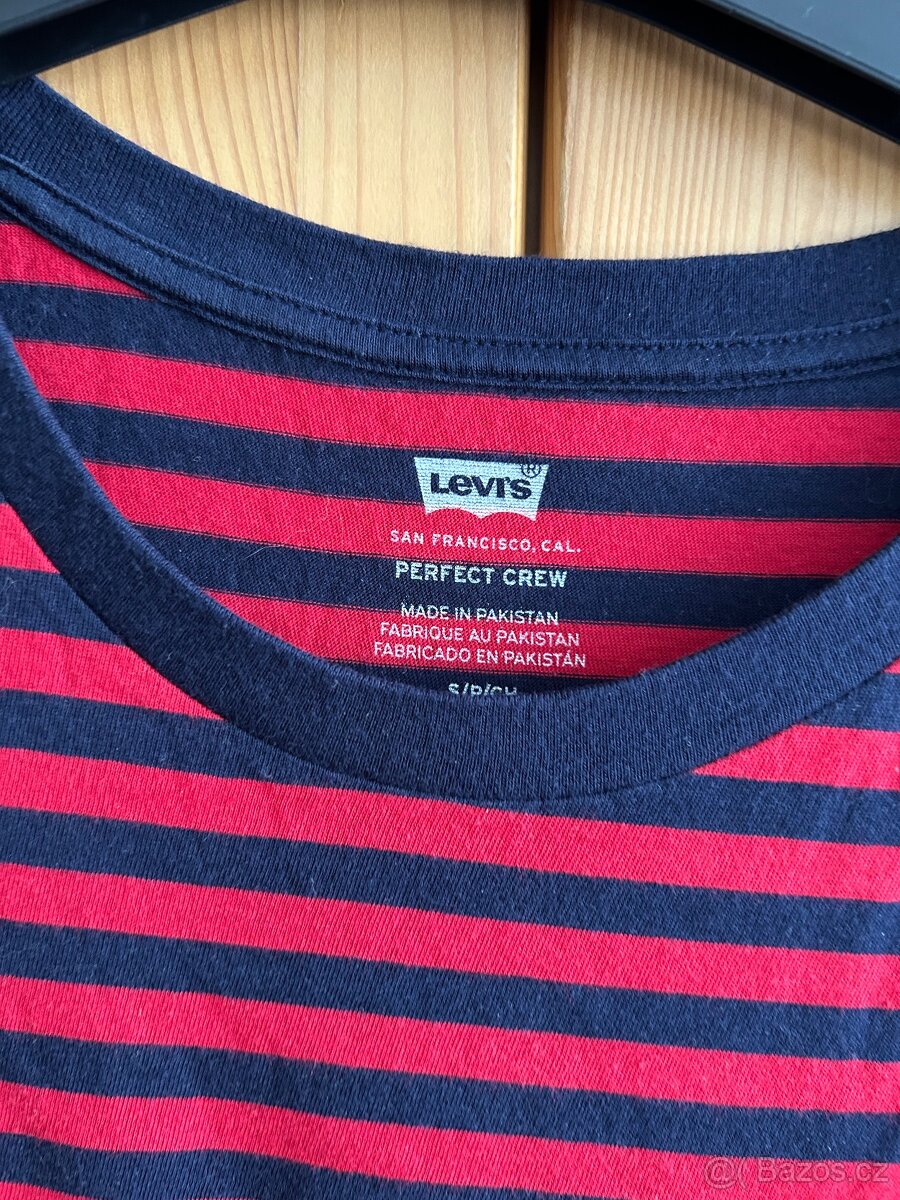 Levi's®
SAN FRANCISCO, CAL.
PERFECT CREW
MADE IN PAKISTAN
FABRIQUE AU PAKISTAN
FABRICADO EN PAKISTÁN
S/P/CH
Bazos.cz